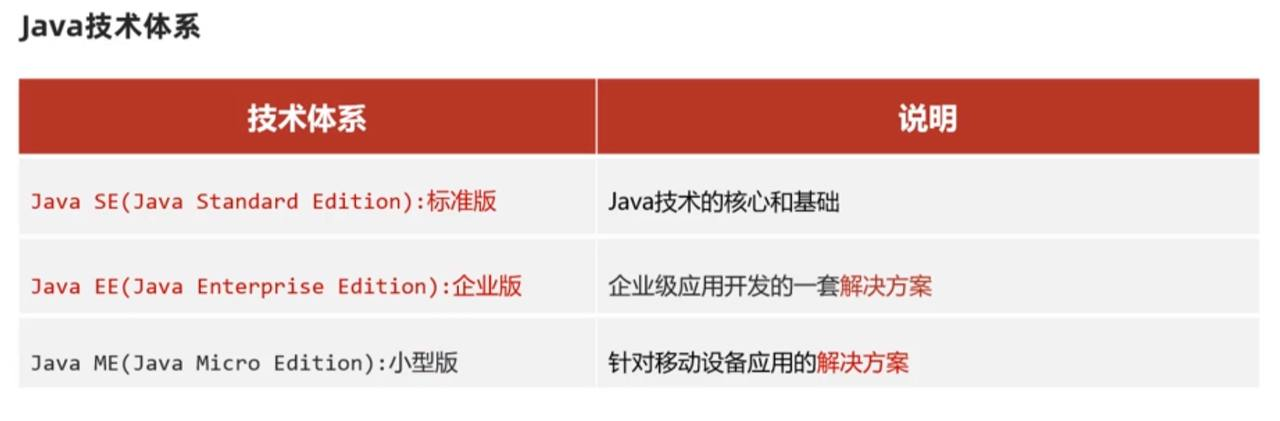 Java技术体系
技术体系 说明
Java SE(Java Standard Edition):标准版 Java技术的核心和基础
Java EE(Java Enterprise Edition):企业版 企业级应用开发的一套解决方案
Java ME(Java Micro Edition):小型版 针对移动设备应用的解决方案